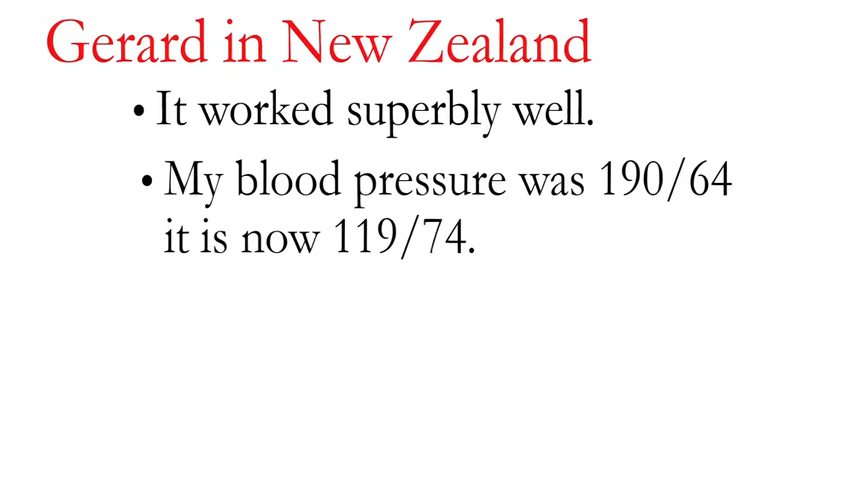 Gerard in New Zealand
• It worked superbly well.
• My blood pressure was 190/64
it is now 119/74.